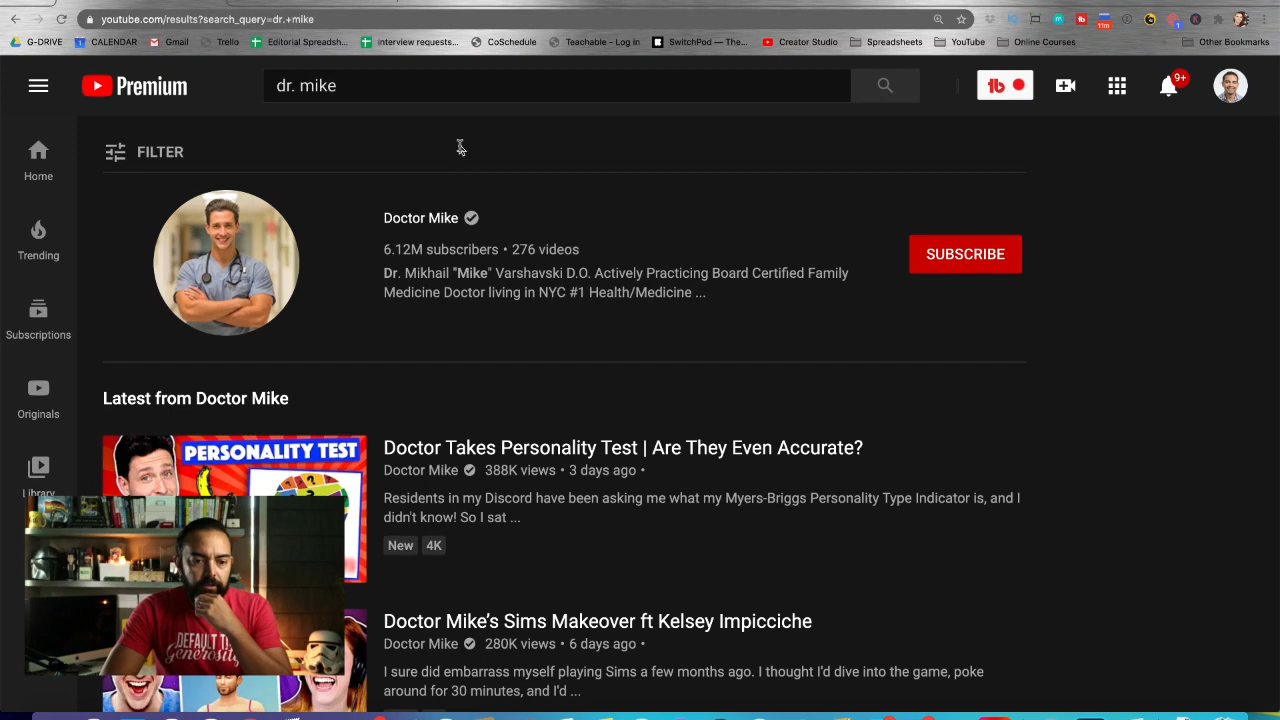 youtube.com/results?search_query=dr.+mike
11m
1
G-DRIVE
CALENDAR
Gmail
Trello
Editorial Spreadsh...
interview requests...
CoSchedule
Teachable - Log in
SwitchPod — The...
Creator Studio
Spreadsheets
YouTube
Online Courses
Other Bookmarks
Premium
dr. mike
tb
9+
Home
Trending
Subscriptions
Originals
Library
FILTER
Doctor Mike
6.12M subscribers • 276 videos
Dr. Mikhail "Mike" Varshavski D.O. Actively Practicing Board Certified Family
Medicine Doctor living in NYC #1 Health/Medicine ...
SUBSCRIBE
Latest from Doctor Mike
PERSONALITY TEST
Doctor Takes Personality Test | Are They Even Accurate?
Doctor Mike 388K views • 3 days ago •
Residents in my Discord have been asking me what my Myers-Briggs Personality Type Indicator is, and I
didn't know! So I sat ...
New 4K
DEFAULT T
Generosity
Doctor Mike’s Sims Makeover ft Kelsey Impicciche
Doctor Mike 280K views • 6 days ago •
I sure did embarrass myself playing Sims a few months ago. I thought I'd dive into the game, poke
around for 30 minutes, and I'd ...